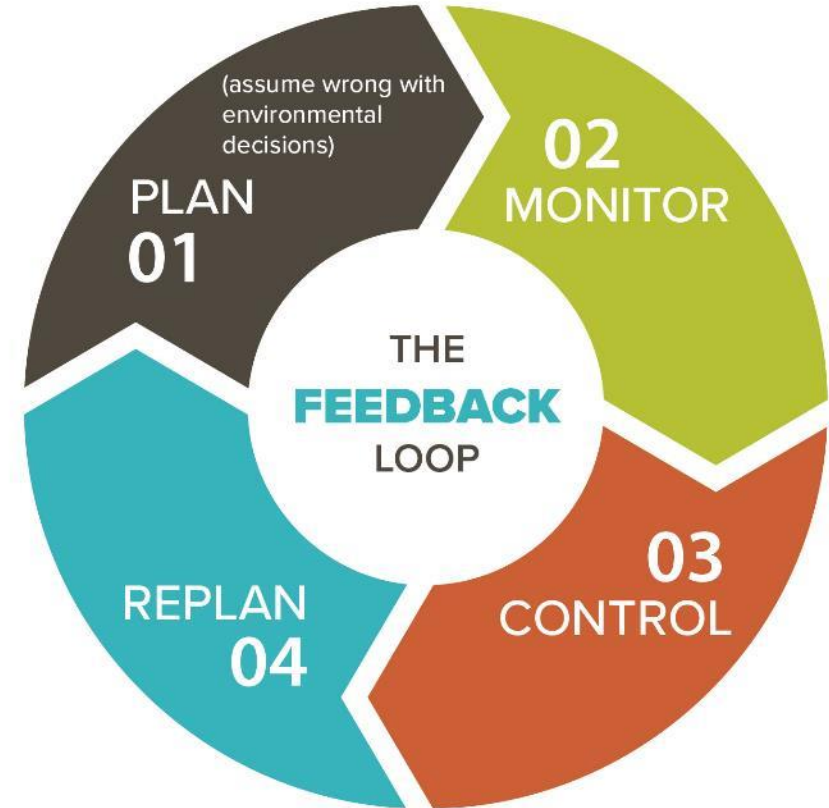 (assume wrong with
environmental
decisions)
PLAN
01
02
MONITOR
THE
FEEDBACK
LOOP
03
CONTROL
REPLAN
04